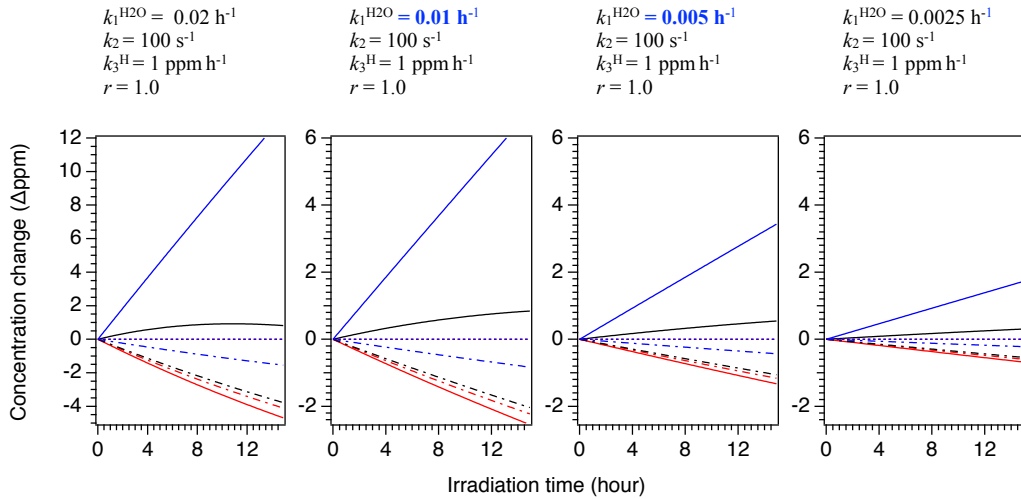 k₁ᴴ²ᴼ = 0.02 h⁻¹
k₂ = 100 s⁻¹
k₃ᴴ = 1 ppm h⁻¹
r = 1.0
k₁ᴴ²ᴼ = 0.01 h⁻¹
k₂ = 100 s⁻¹
k₃ᴴ = 1 ppm h⁻¹
r = 1.0
k₁ᴴ²ᴼ = 0.005 h⁻¹
k₂ = 100 s⁻¹
k₃ᴴ = 1 ppm h⁻¹
r = 1.0
k₁ᴴ²ᴼ = 0.0025 h⁻¹
k₂ = 100 s⁻¹
k₃ᴴ = 1 ppm h⁻¹
r = 1.0
Concentration change (Δppm)
12
10
8
6
4
2
0
-2
-4
0 4 8 12
6
4
2
0
-2
0 4 8 12
6
4
2
0
-2
0 4 8 12
6
4
2
0
-2
0 4 8 12
Irradiation time (hour)